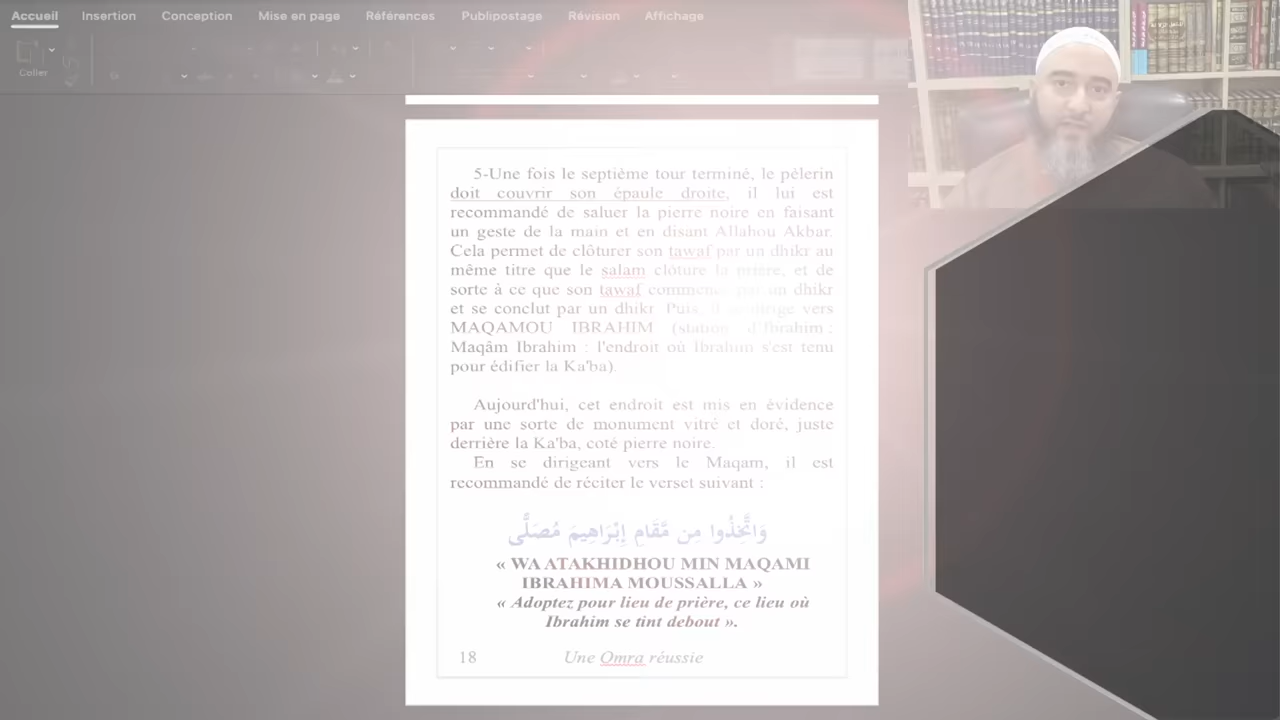 Accueil Insertion Conception Mise en page Références Publipostage Révision Affichage
Coller
5-Une fois le septième tour terminé, le pèlerin
doit couvrir son épaule droite, il lui est
recommandé de saluer la pierre noire en faisant
un geste de la main et en disant Allahou Akbar.
Cela permet de clôturer son tawaf par un dhikr au
même titre que le salam clôture la prière, et de
sorte à ce que son tawaf commence par un dhikr
et se conclut par un dhikr. Puis, il se dirige vers
MAQAMOU IBRAHIM (station d'Ibrahim :
Maqâm Ibrahim : l'endroit où Ibrahim s'est tenu
pour édifier la Ka'ba).
Aujourd'hui, cet endroit est mis en évidence
par une sorte de monument vitré et doré, juste
derrière la Ka'ba, coté pierre noire.
En se dirigeant vers le Maqam, il est
recommandé de réciter le verset suivant :
وَاتَّخِذُوا مِن مَّقَامِ إِبْرَاهِيمَ مُصَلًّى
« WA ATAKHIDHOU MIN MAQAMI
IBRAHIMA MOUSSALLA »
« Adoptez pour lieu de prière, ce lieu où
Ibrahim se tint debout ».
18 Une Omra réussie